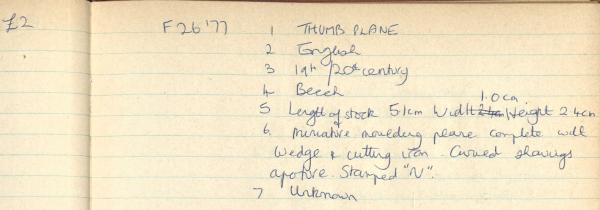 £2 F26'77 1 THUMB PLANE
2 English
3 19th/20th century
4 Beech
1.0cm
5 Length of stock 5.1cm Width 2.4cm Height 2.4cm
6. Miniature moulding plane complete with
wedge & cutting iron. Curved shavings
aperture. Stamped "N".
7 Unknown